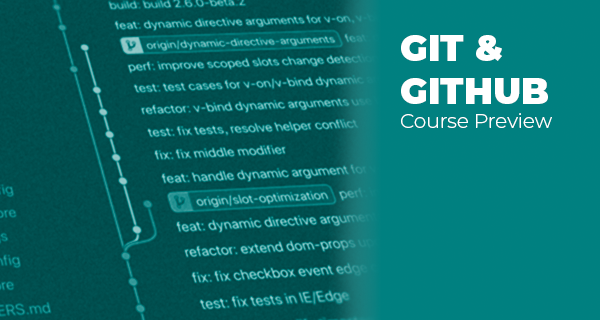 build: build 2.6.0-beta.2
feat: dynamic directive arguments for v-on, v-
origin/dynamic-directive-arguments feat
perf: improve scoped slots change detectio
test: test cases for v-on/v-bind dynamic
refactor: v-bind dynamic arguments use
test: fix tests, resolve helper conflict
fix: fix middle modifier
feat: handle dynamic argument for
origin/slot-optimization perf:
feat: dynamic directive argume
refactor: extend dom-props u
fix: fix checkbox event edge
test: fix tests in IE/Edge
ig
ore
s
nfig
ore
ERS.md
GIT &
GITHUB
Course Preview